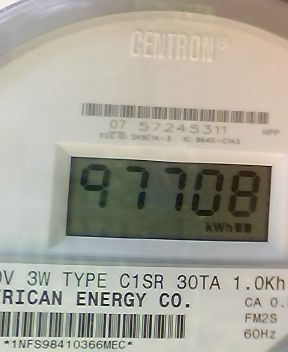 CENTRON®
07 57245311
HPP
97708
kWh
0V 3W TYPE C1SR 30TA 1.0Kh
RICAN ENERGY CO.
CA 0.
FM2S
60Hz
*1NFS98410366MEC*